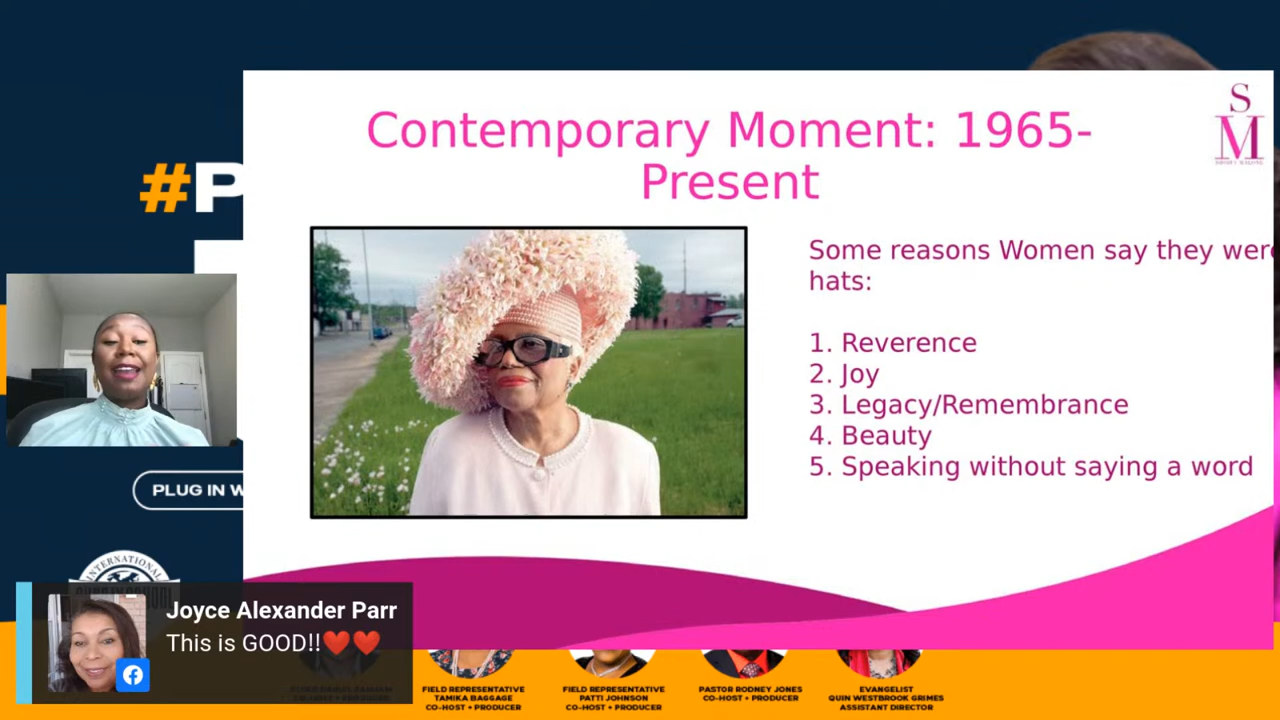 Contemporary Moment: 1965-
Present
S
M
Some reasons Women say they were
hats:
1. Reverence
2. Joy
3. Legacy/Remembrance
4. Beauty
5. Speaking without saying a word
#P
PLUG IN W
INTERNATIONAL
Joyce Alexander Parr
This is GOOD!!❤️❤️
FIELD REPRESENTATIVE
TAMIKA BAGGAGE
CO-HOST + PRODUCER
FIELD REPRESENTATIVE
PATTI JOHNSON
CO-HOST + PRODUCER
PASTOR RODNEY JONES
CO-HOST + PRODUCER
EVANGELIST
QUIN WESTBROOK GRIMES
ASSISTANT DIRECTOR